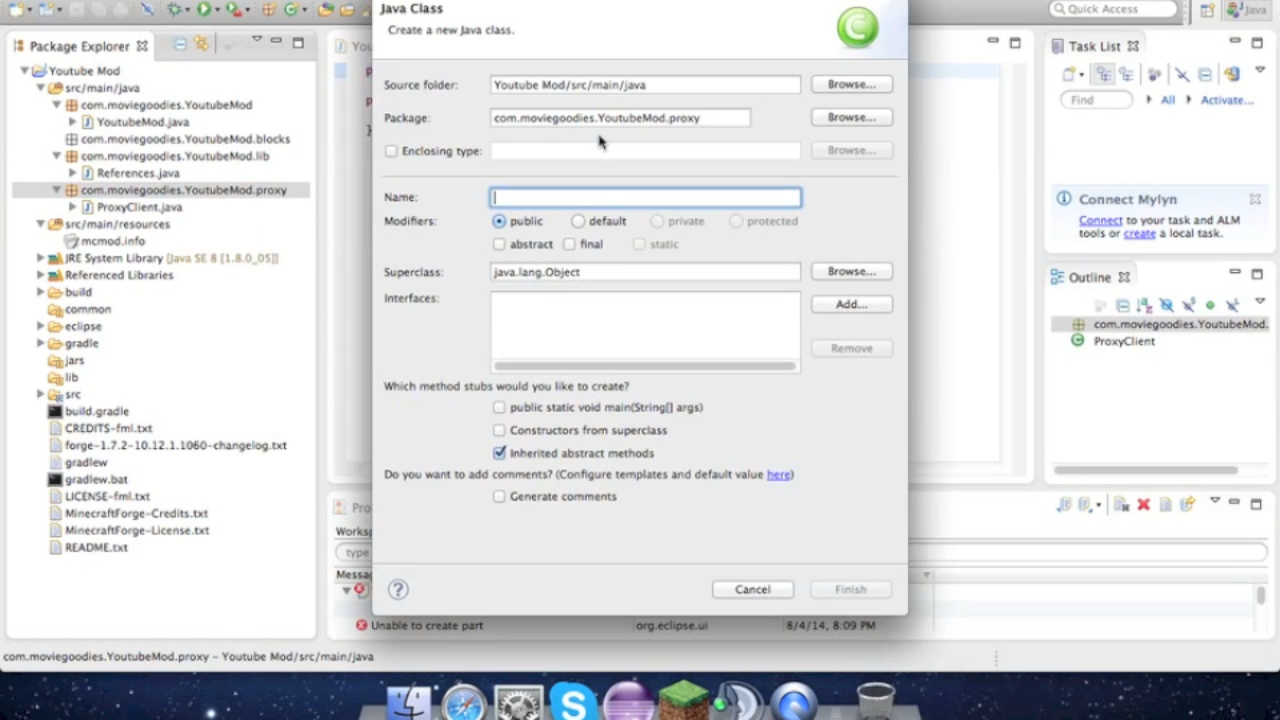 Java Class
Create a new Java class.
Quick Access
Java
Package Explorer
Youtube Mod
src/main/java
com.moviegoodies.YoutubeMod
YoutubeMod.java
com.moviegoodies.YoutubeMod.blocks
com.moviegoodies.YoutubeMod.lib
References.java
com.moviegoodies.YoutubeMod.proxy
ProxyClient.java
src/main/resources
mcmod.info
JRE System Library [Java SE 8 [1.8.0_05]]
Referenced Libraries
build
common
eclipse
gradle
jars
lib
src
build.gradle
CREDITS-fml.txt
forge-1.7.2-10.12.1.1060-changelog.txt
gradlew
gradlew.bat
LICENSE-fml.txt
MinecraftForge-Credits.txt
MinecraftForge-License.txt
README.txt
Source folder: Youtube Mod/src/main/java Browse...
Package: com.moviegoodies.YoutubeMod.proxy Browse...
Enclosing type: Browse...
Name:
Modifiers: public default private protected
abstract final static
Superclass: java.lang.Object Browse...
Interfaces: Add...
Remove
Which method stubs would you like to create?
public static void main(String[] args)
Constructors from superclass
Inherited abstract methods
Do you want to add comments? (Configure templates and default value here)
Generate comments
? Cancel Finish
Task List
Find All Activate...
Connect Mylyn
Connect to your task and ALM
tools or create a local task.
Outline
com.moviegoodies.YoutubeMod.
ProxyClient
type
Unable to create part org.eclipse.ui 8/4/14, 8:09 PM
com.moviegoodies.YoutubeMod.proxy - Youtube Mod/src/main/java